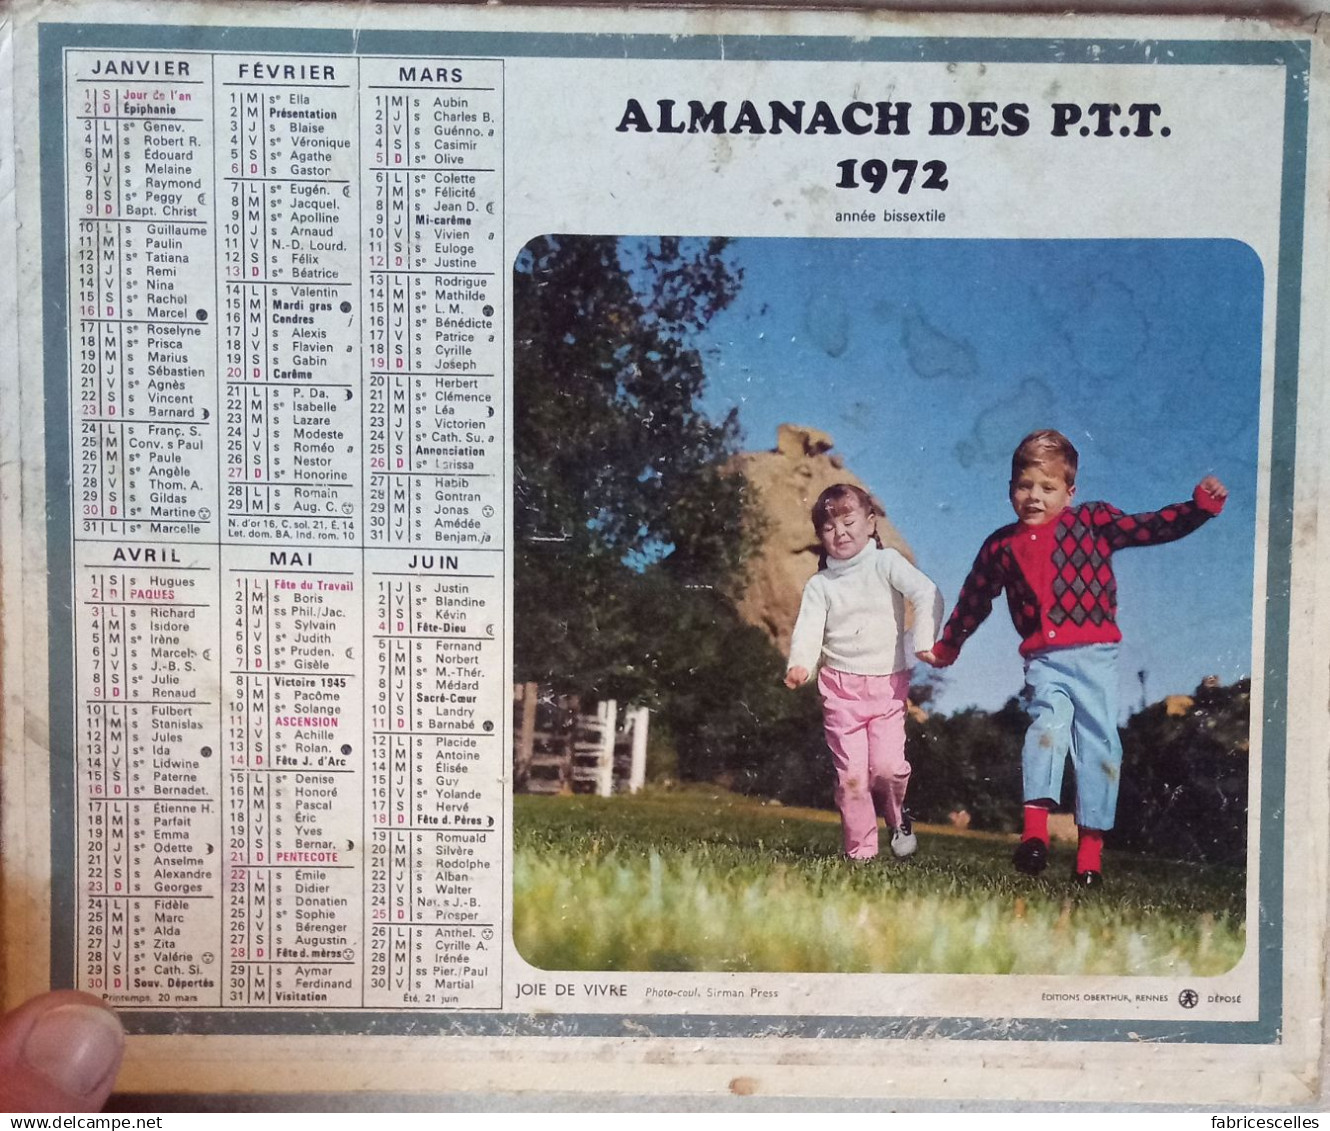 ALMANACH DES P.T.T.
1972
année bissextile
JANVIER
1 S Jour de l'an
2 D Épiphanie
3 L sᵉ Genev.
4 M s Robert R.
5 M s Édouard
6 J s Melaine
7 V s Raymond
8 S sᵉ Peggy
9 D Bapt. Christ
10 L s Guillaume
11 M s Paulin
12 M sᵉ Tatiana
13 J s Remi
14 V sᵉ Nina
15 S sᵉ Rachel
16 D s Marcel
17 L sᵉ Roselyne
18 M s Prisca
19 M s Marius
20 J s Sébastien
21 V sᵉ Agnès
22 S s Vincent
23 D s Barnard
24 L s Franç. S.
25 M Conv. s Paul
26 M sᵉ Paule
27 J sᵉ Angèle
28 V s Thom. A.
29 S s Gildas
30 D sᵉ Martine
31 L sᵉ Marcelle
FÉVRIER
1 M sᵉ Ella
2 M Présentation
3 J s Blaise
4 V sᵉ Véronique
5 S sᵉ Agathe
6 D s Gaston
7 L sᵉ Eugén.
8 M s Jacquel.
9 M sᵉ Apolline
10 J s Arnaud
11 V N.-D. Lourd.
12 S s Félix
13 D sᵉ Béatrice
14 L s Valentin
15 M Mardi gras
16 M Cendres j
17 J s Alexis
18 V s Flavien a
19 S s Gabin
20 D Carême
21 L s P. Da.
22 M sᵉ Isabelle
23 M s Lazare
24 J s Modeste
25 V s Roméo a
26 S s Nestor
27 D sᵉ Honorine
28 L s Romain
29 M s Aug. C.
N. d'or 16, C. sol. 21, É. 14
Let. dom. BA, Ind. rom. 10
MARS
1 M s Aubin
2 J s Charles B.
3 V s Guénno. a
4 S s Casimir
5 D sᵉ Olive
6 L sᵉ Colette
7 M sᵉ Félicité
8 M s Jean D.
9 J Mi-carême
10 V s Vivien a
11 S s Euloge
12 D sᵉ Justine
13 L s Rodrigue
14 M sᵉ Mathilde
15 M sᵉ L. M.
16 J sᵉ Bénédicte
17 V s Patrice a
18 S s Cyrille
19 D s Joseph
20 L s Herbert
21 M sᵉ Clémence
22 M sᵉ Léa
23 J s Victorien
24 V sᵉ Cath. Su. a
25 S Annonciation
26 D sᵉ Larissa
27 L s Habib
28 M s Gontran
29 M s Jonas
30 J s Amédée
31 V s Benjam. ja
AVRIL
1 S s Hugues
2 D PAQUES
3 L s Richard
4 M s Isidore
5 M sᵉ Irène
6 J s Marcel.
7 V s J.-B. S.
8 S sᵉ Julie
9 D s Renaud
10 L s Fulbert
11 M s Stanislas
12 M s Jules
13 J sᵉ Ida
14 V sᵉ Lidwine
15 S s Paterne
16 D sᵉ Bernadet.
17 L s Étienne H.
18 M s Parfait
19 M sᵉ Emma
20 J sᵉ Odette
21 V s Anselme
22 S s Alexandre
23 D s Georges
24 L s Fidèle
25 M s Marc
26 M sᵉ Alda
27 J sᵉ Zita
28 V sᵉ Valérie
29 S sᵉ Cath. Si.
30 D Souv. Déportés
Printemps, 20 mars
MAI
1 L Fête du Travail
2 M s Boris
3 M ss Phil./Jac.
4 J s Sylvain
5 V sᵉ Judith
6 S sᵉ Pruden.
7 D sᵉ Gisèle
8 L Victoire 1945
9 M s Pacôme
10 M sᵉ Solange
11 J ASCENSION
12 V s Achille
13 S sᵉ Rolan.
14 D Fête J. d'Arc
15 L sᵉ Denise
16 M s Honoré
17 M s Pascal
18 J s Éric
19 V s Yves
20 S s Bernar.
21 D PENTECOTE
22 L s Émile
23 M s Didier
24 M s Donatien
25 J sᵉ Sophie
26 V s Bérenger
27 S s Augustin
28 D Fête d. mères
29 L s Aymar
30 M s Ferdinand
31 M Visitation
JUIN
1 J s Justin
2 V sᵉ Blandine
3 S s Kévin
4 D Fête-Dieu
5 L s Fernand
6 M s Norbert
7 M sᵉ M.-Thér.
8 J s Médard
9 V Sacré-Cœur
10 S s Landry
11 D s Barnabé
12 L s Placide
13 M s Antoine
14 M s Élisée
15 J s Guy
16 V sᵉ Yolande
17 S s Hervé
18 D Fête d. Pères
19 L s Romuald
20 M s Silvère
21 M s Rodolphe
22 J s Alban
23 V s Walter
24 S Nat. s J.-B.
25 D s Prosper
26 L s Anthel.
27 M s Cyrille A.
28 M s Irénée
29 J ss Pier./Paul
30 V s Martial
Été, 21 juin
JOIE DE VIVRE Photo-coul. Sirman Press
ÉDITIONS OBERTHUR, RENNES DÉPOSÉ
fabricescelles